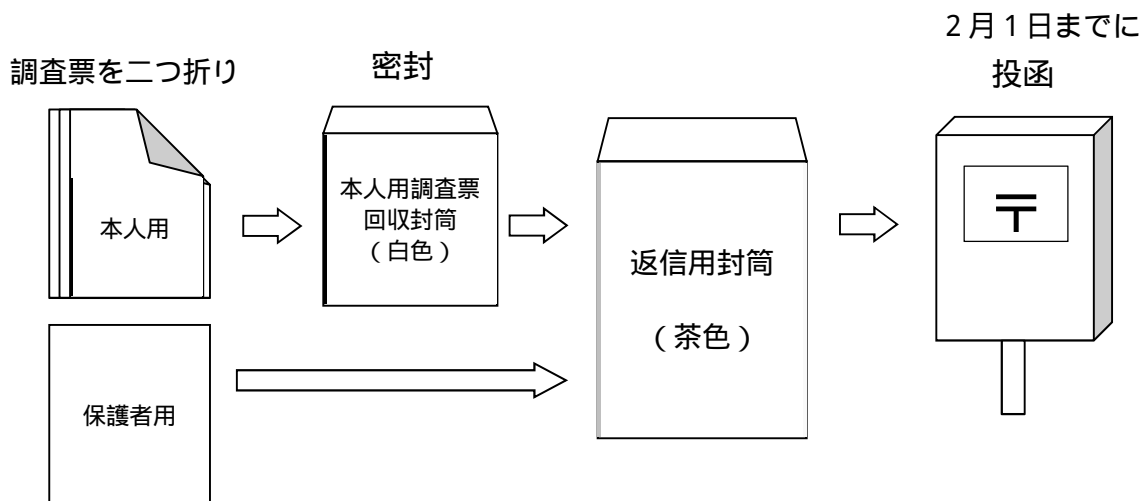 2月1日までに
投函
調査票を二つ折り
密封
本人用
本人用調査票
回収封筒
(白色)
返信用封筒
(茶色)
〒
保護者用